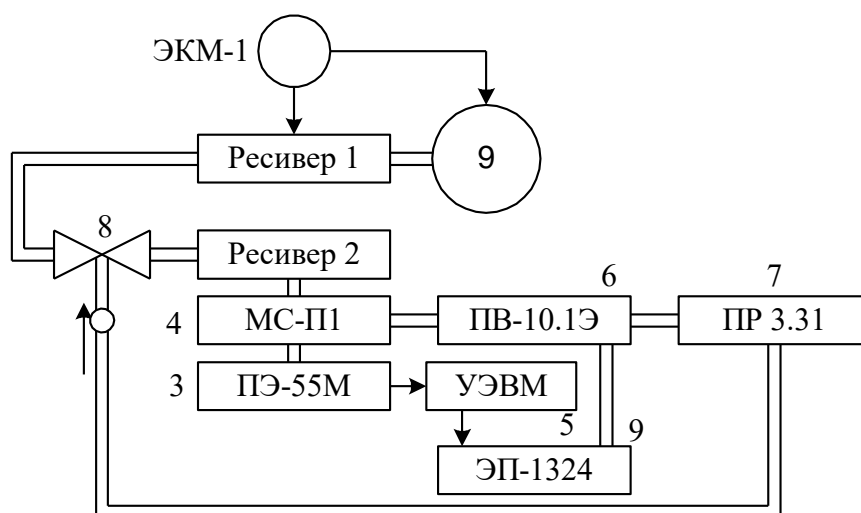 ЭКМ-1
Ресивер 1
9
8
Ресивер 2
6
7
4
МС-П1
ПВ-10.1Э
ПР 3.31
3
ПЭ-55М
УЭВМ
5
9
ЭП-1324